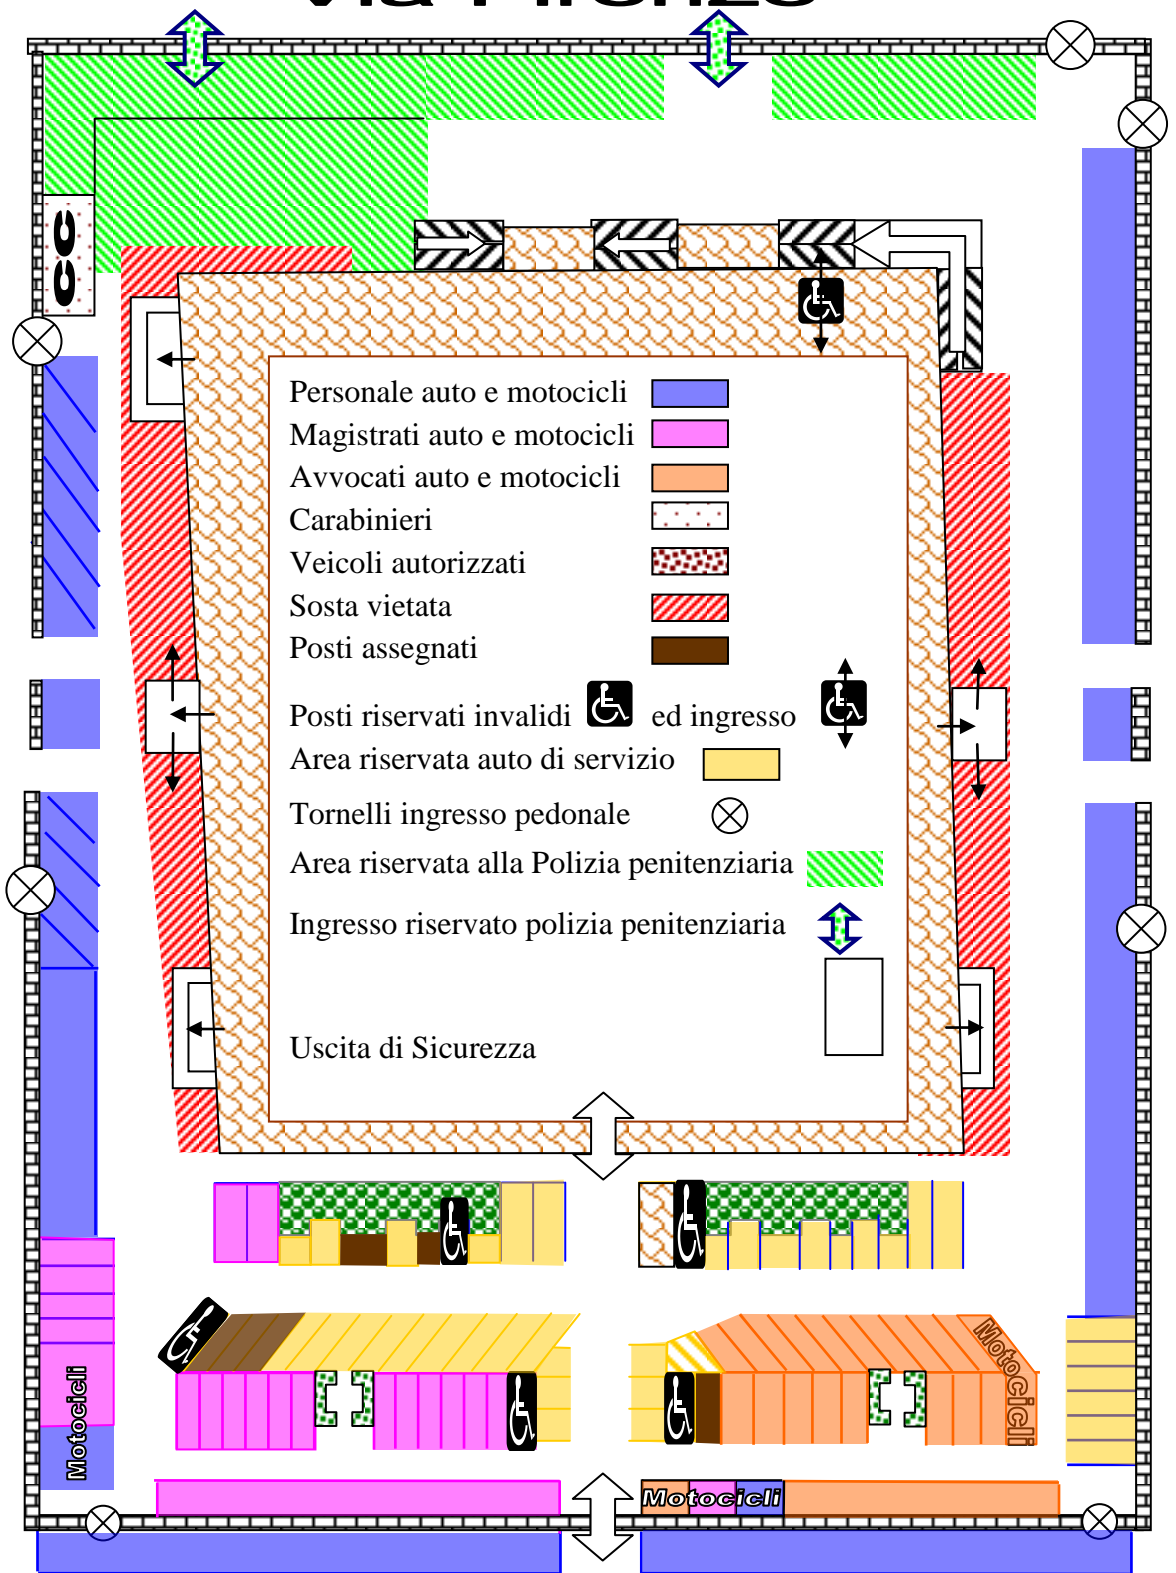 Via Firenze
CC
Personale auto e motocicli
Magistrati auto e motocicli
Avvocati auto e motocicli
Carabinieri
Veicoli autorizzati
Sosta vietata
Posti assegnati
Posti riservati invalidi ed ingresso
Area riservata auto di servizio
Tornelli ingresso pedonale
Area riservata alla Polizia penitenziaria
Ingresso riservato polizia penitenziaria
Uscita di Sicurezza
Motocicli
Motocicli
Motocicli